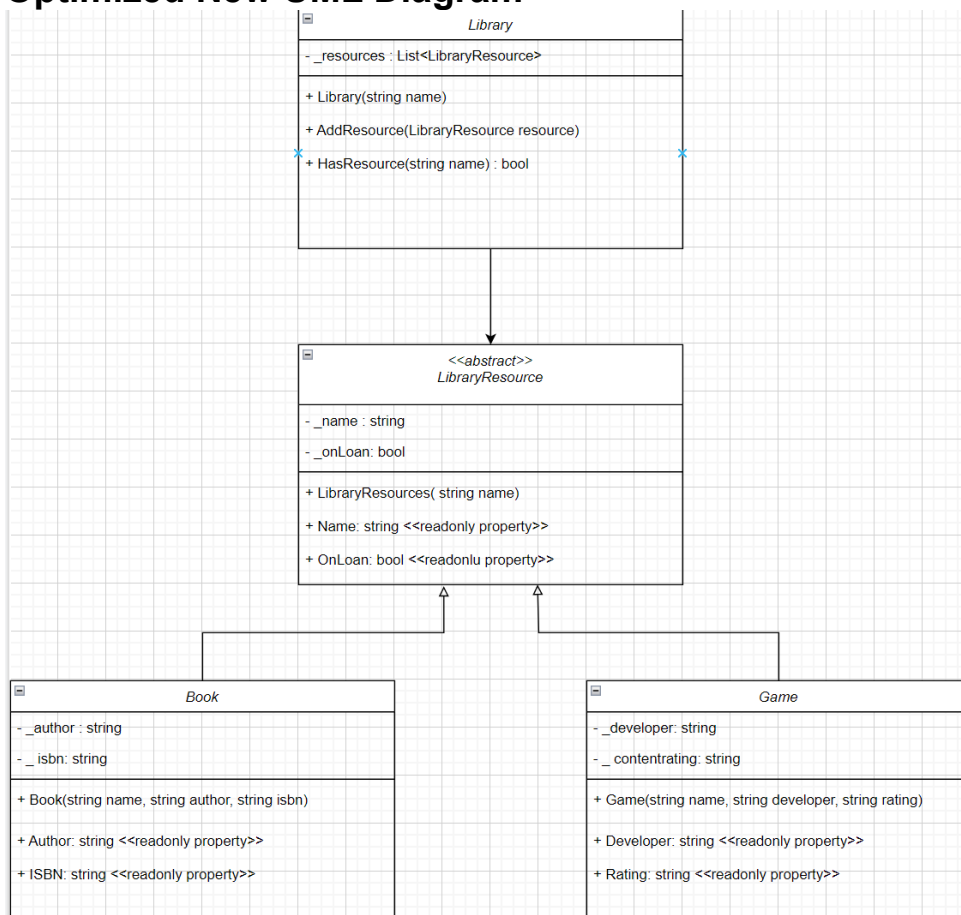 Optimized New UML Diagram
Library
- _resources : List<LibraryResource>
+ Library(string name)
+ AddResource(LibraryResource resource)
+ HasResource(string name) : bool
<<abstract>>
LibraryResource
- _name : string
- _onLoan: bool
+ LibraryResources( string name)
+ Name: string <<readonly property>>
+ OnLoan: bool <<readonlu property>>
Book
- _author : string
- _ isbn: string
+ Book(string name, string author, string isbn)
+ Author: string <<readonly property>>
+ ISBN: string <<readonly property>>
Game
- _developer: string
- _ contentrating: string
+ Game(string name, string developer, string rating)
+ Developer: string <<readonly property>>
+ Rating: string <<readonly property>>